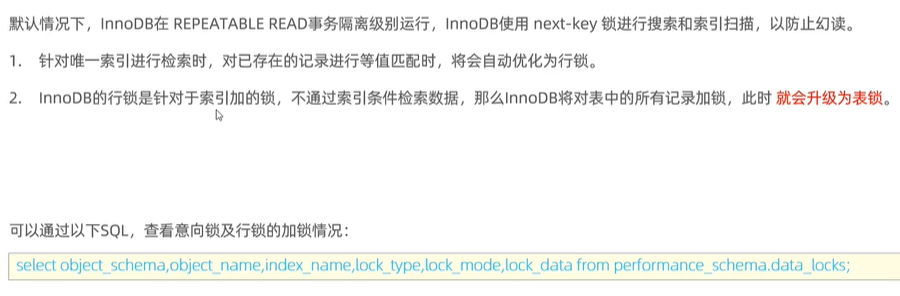 默认情况下，InnoDB在 REPEATABLE READ事务隔离级别运行，InnoDB使用 next-key 锁进行搜索和索引扫描，以防止幻读。
1. 针对唯一索引进行检索时，对已存在的记录进行等值匹配时，将会自动优化为行锁。
2. InnoDB的行锁是针对于索引加的锁，不通过索引条件检索数据，那么InnoDB将对表中的所有记录加锁，此时 就会升级为表锁。
可以通过以下SQL，查看意向锁及行锁的加锁情况：
select object_schema,object_name,index_name,lock_type,lock_mode,lock_data from performance_schema.data_locks;